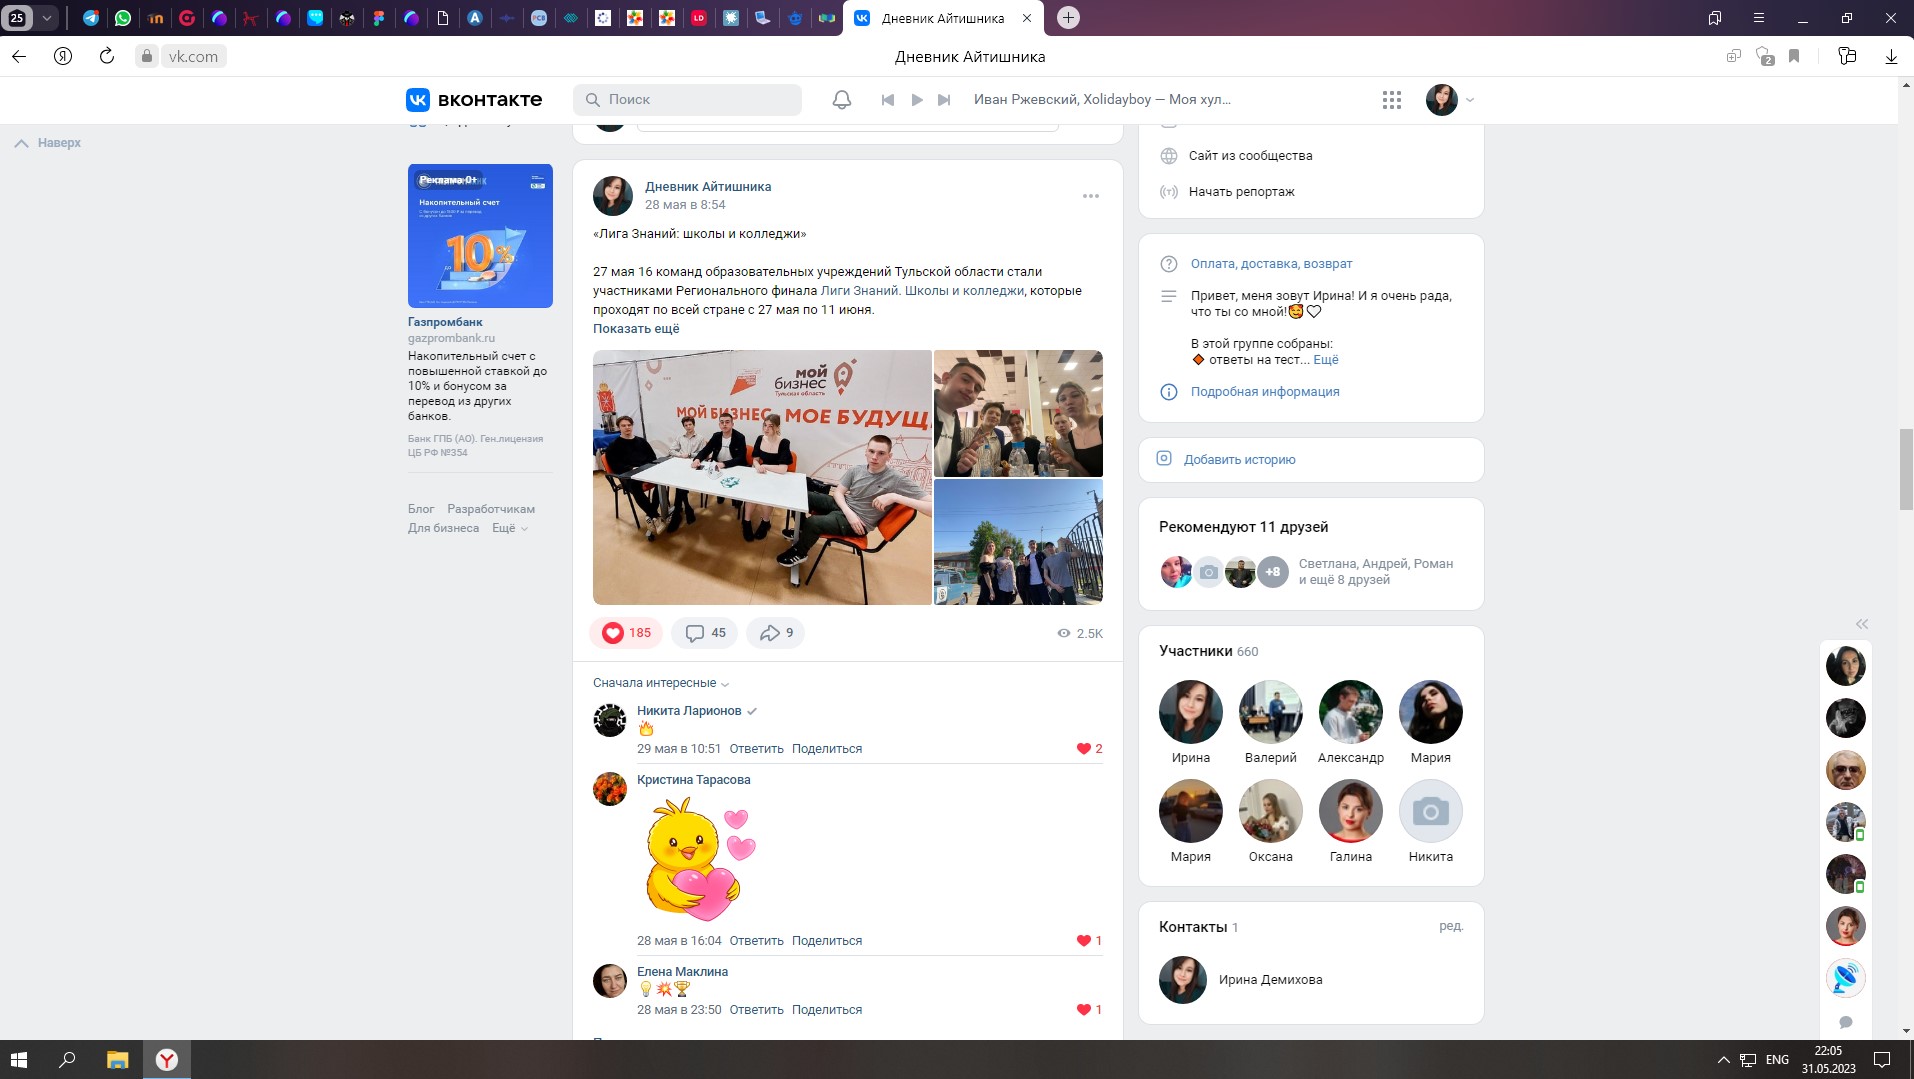 25
Дневник Айтишника
vk.com
Дневник Айтишника
2
вконтакте
Поиск
Иван Ржевский, Xolidayboy — Моя хул...
Наверх
Реклама 0+
Накопительный счет
10%
Газпромбанк
gazprombank.ru
Накопительный счет с
повышенной ставкой до
10% и бонусом за
перевод из других
банков.
Банк ГПБ (АО). Ген.лицензия
ЦБ РФ №354
Блог Разработчикам
Для бизнеса Ещё
Дневник Айтишника
28 мая в 8:54
«Лига Знаний: школы и колледжи»
27 мая 16 команд образовательных учреждений Тульской области стали
участниками Регионального финала Лиги Знаний. Школы и колледжи, которые
проходят по всей стране с 27 мая по 11 июня.
Показать ещё
мой
бизнес
Тульская область
МОЙ БИЗНЕС МОЕ БУДУЩ
185
45
9
2.5K
Сначала интересные
Никита Ларионов
29 мая в 10:51 Ответить Поделиться
2
Кристина Тарасова
28 мая в 16:04 Ответить Поделиться
1
Елена Маклина
28 мая в 23:50 Ответить Поделиться
1
Сайт из сообщества
Начать репортаж
Оплата, доставка, возврат
Привет, меня зовут Ирина! И я очень рада,
что ты со мной!🥰🤍
В этой группе собраны:
🔸 ответы на тест... Ещё
Подробная информация
Добавить историю
Рекомендуют 11 друзей
+8
Светлана, Андрей, Роман
и ещё 8 друзей
Участники 660
Ирина Валерий Александр Мария
Мария Оксана Галина Никита
Контакты 1
ред.
Ирина Демихова
ENG
22:05
31.05.2023